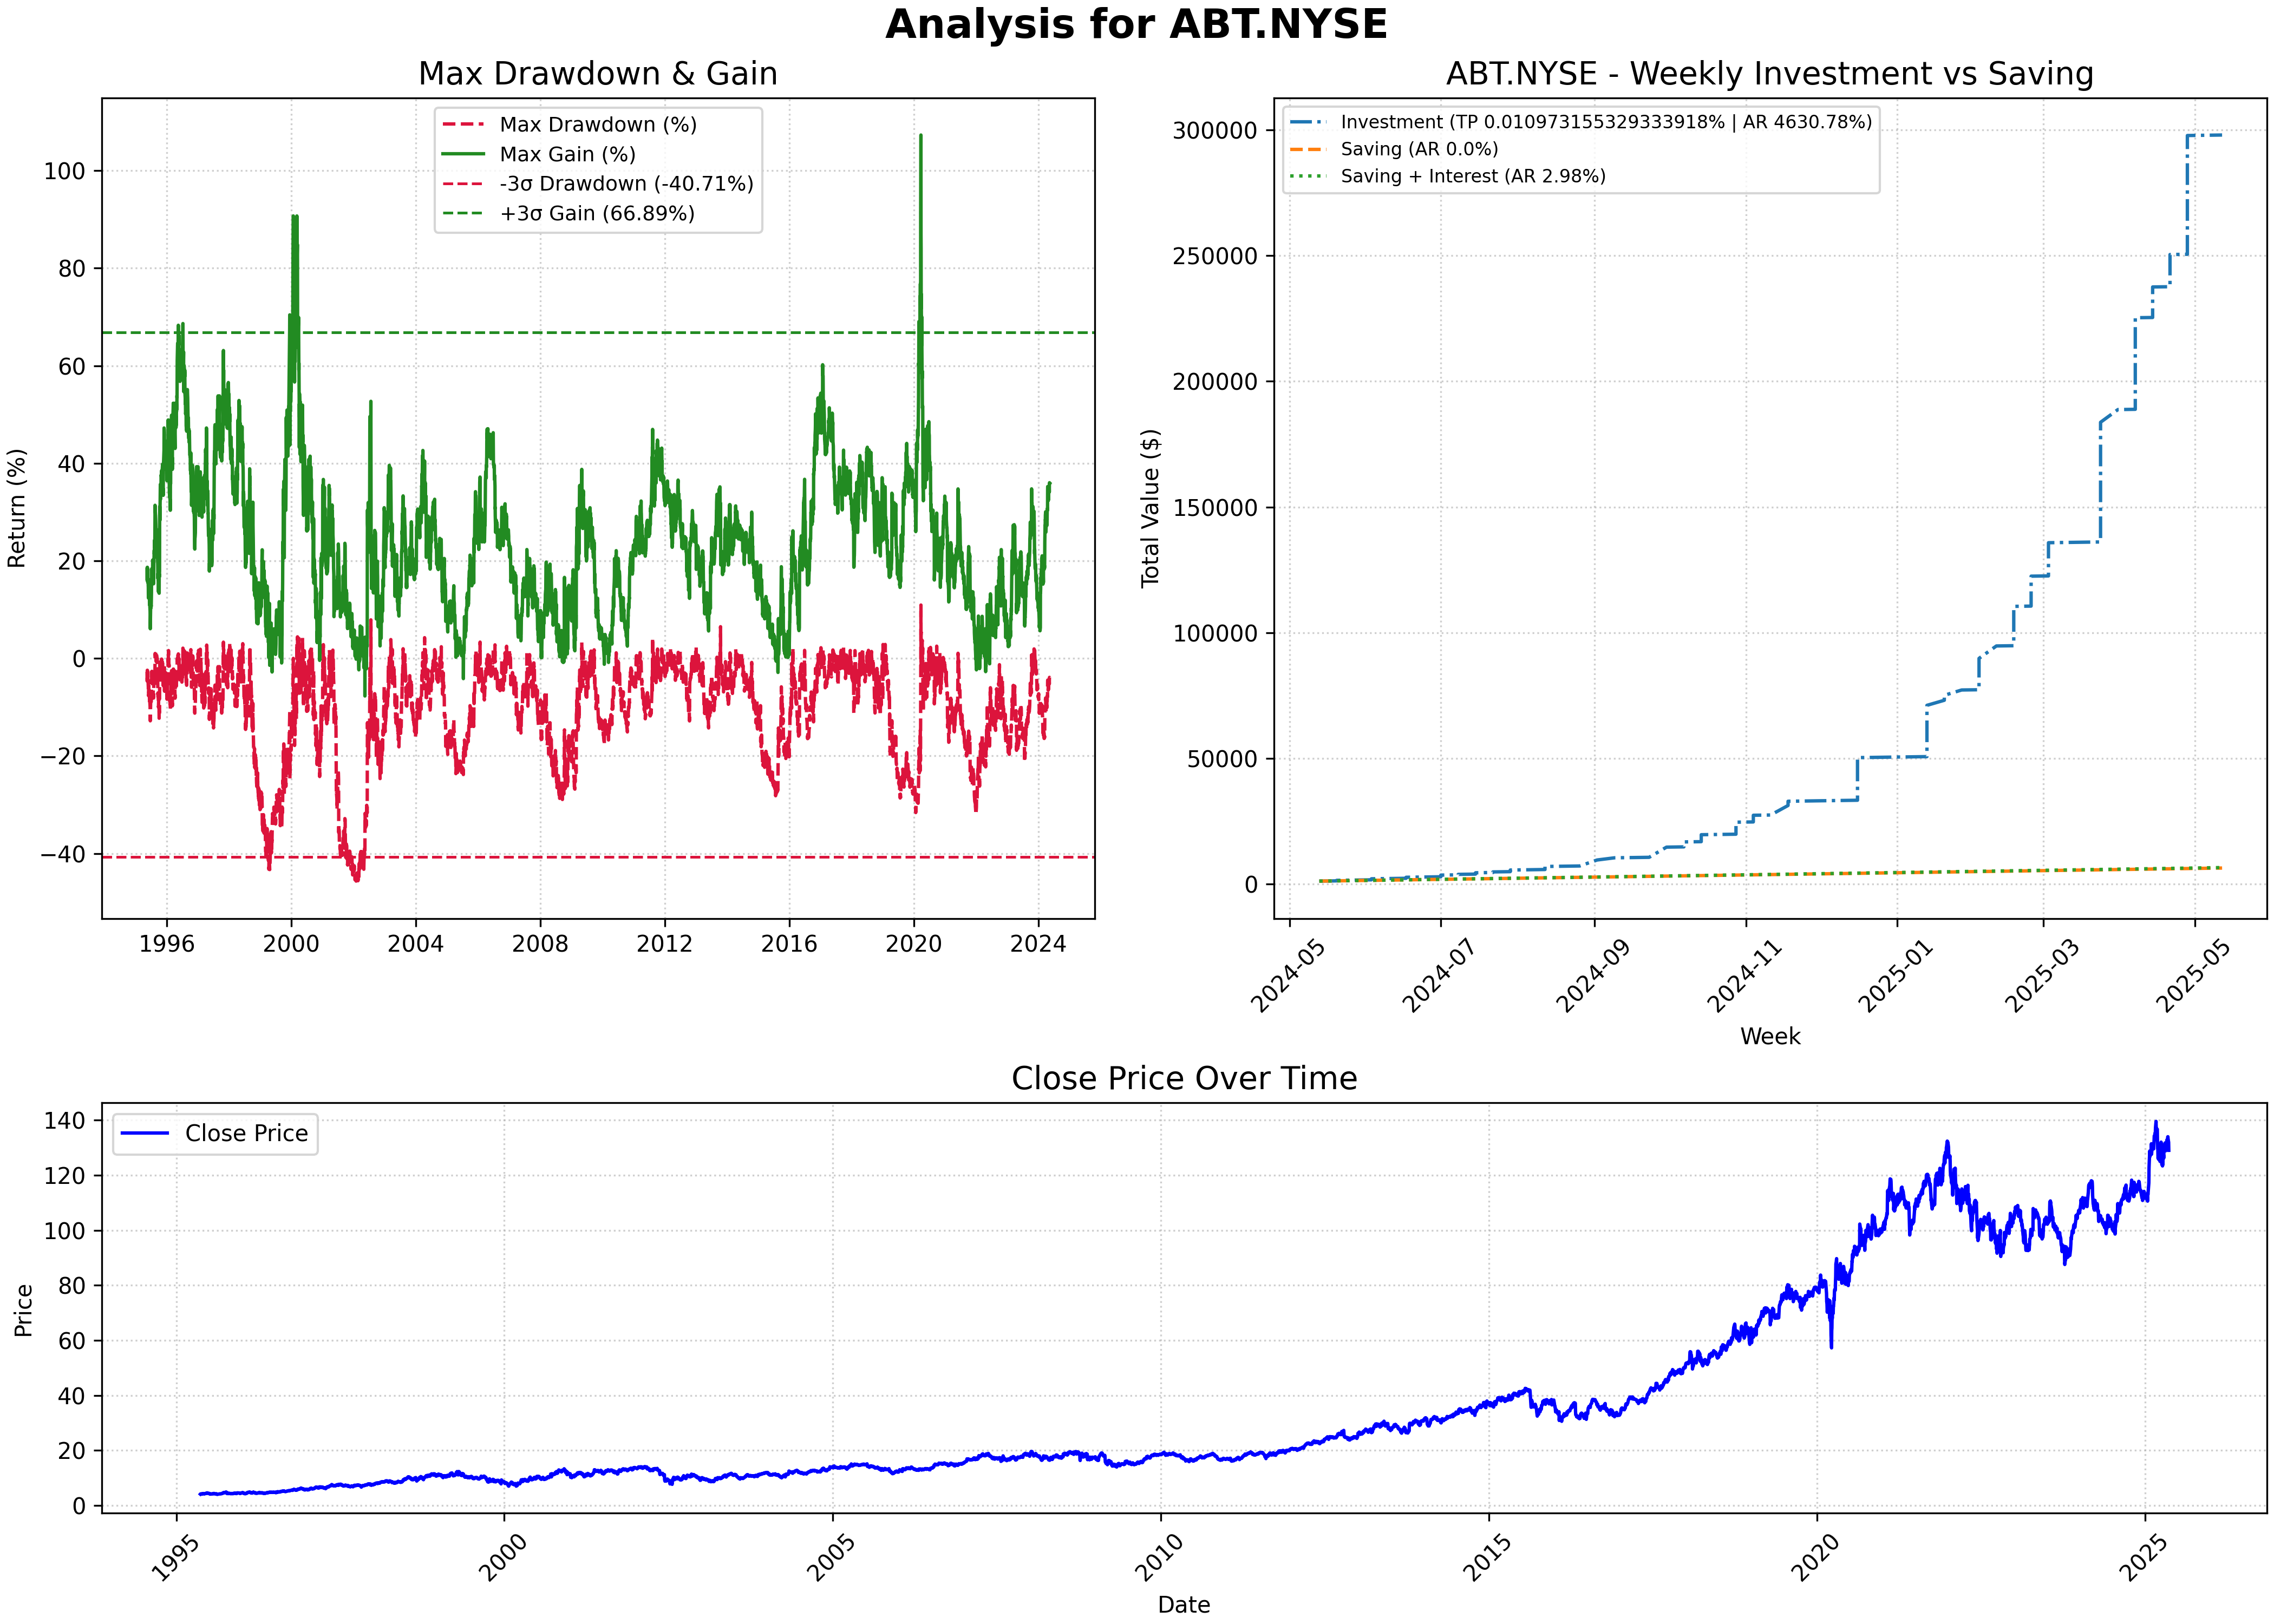 Analysis for ABT.NYSE
Max Drawdown & Gain
Max Drawdown (%)
Max Gain (%)
-3σ Drawdown (-40.71%)
+3σ Gain (66.89%)
Return (%)
100
80
60
40
20
0
−20
−40
1996
2000
2004
2008
2012
2016
2020
2024
ABT.NYSE - Weekly Investment vs Saving
Investment (TP 0.010973155329333918% | AR 4630.78%)
Saving (AR 0.0%)
Saving + Interest (AR 2.98%)
Total Value ($)
300000
250000
200000
150000
100000
50000
0
2024-05
2024-07
2024-09
2024-11
2025-01
2025-03
2025-05
Week
Close Price Over Time
Close Price
Price
140
120
100
80
60
40
20
0
1995
2000
2005
2010
2015
2020
2025
Date